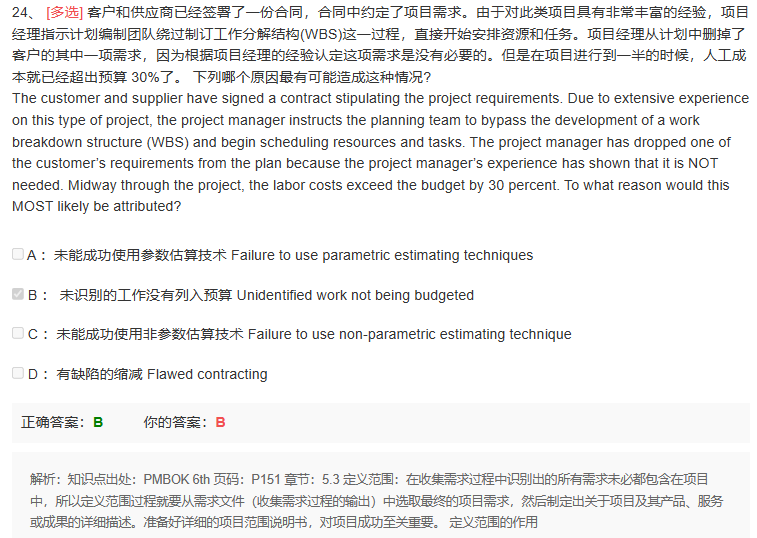 24、 [多选] 客户和供应商已经签署了一份合同，合同中约定了项目需求。由于对此类项目具有非常丰富的经验，项目
经理指示计划编制团队绕过制订工作分解结构(WBS)这一过程，直接开始安排资源和任务。项目经理从计划中删掉了
客户的其中一项需求，因为根据项目经理的经验认定这项需求是没有必要的。但是在项目进行到一半的时候，人工成
本就已经超出预算 30%了。 下列哪个原因最有可能造成这种情况?
The customer and supplier have signed a contract stipulating the project requirements. Due to extensive experience
on this type of project, the project manager instructs the planning team to bypass the development of a work
breakdown structure (WBS) and begin scheduling resources and tasks. The project manager has dropped one of
the customer's requirements from the plan because the project manager's experience has shown that it is NOT
needed. Midway through the project, the labor costs exceed the budget by 30 percent. To what reason would this
MOST likely be attributed?
A： 未能成功使用参数估算技术 Failure to use parametric estimating techniques
B： 未识别的工作没有列入预算 Unidentified work not being budgeted
C： 未能成功使用非参数估算技术 Failure to use non-parametric estimating technique
D： 有缺陷的缩减 Flawed contracting
正确答案：B 你的答案：B
解析：知识点出处：PMBOK 6th 页码：P151 章节：5.3 定义范围：在收集需求过程中识别出的所有需求未必都包含在项目
中，所以定义范围过程就要从需求文件（收集需求过程的输出）中选取最终的项目需求，然后制定出关于项目及其产品、服务
或成果的详细描述。准备好详细的项目范围说明书，对项目成功至关重要。 定义范围的作用